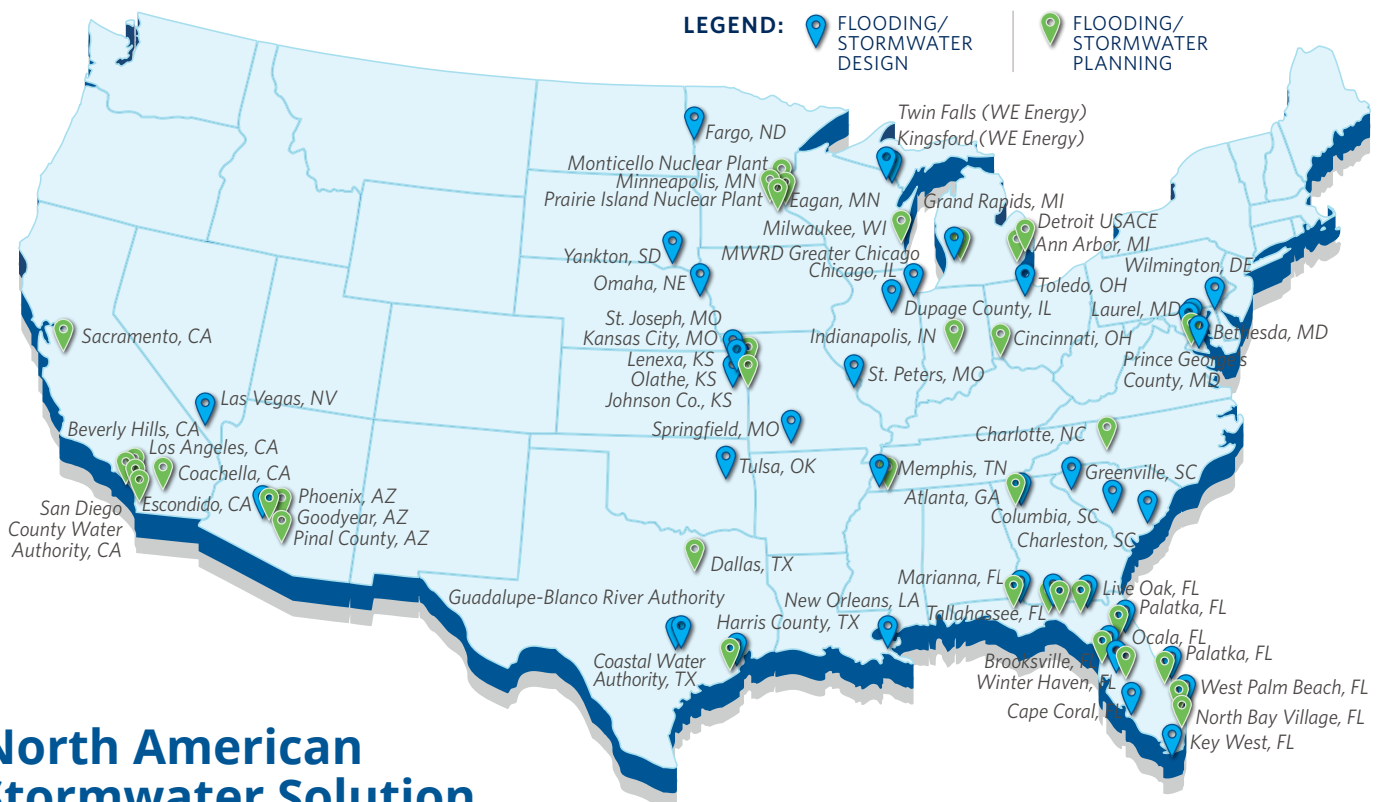 LEGEND:
FLOODING/
STORMWATER
DESIGN
FLOODING/
STORMWATER
PLANNING
Twin Falls (WE Energy)
Kingsford (WE Energy)
Fargo, ND
Monticello Nuclear Plant
Minneapolis, MN
Prairie Island Nuclear Plant
Eagan, MN
Grand Rapids, MI
Milwaukee, WI
Detroit USACE
Ann Arbor, MI
Yankton, SD
MWRD Greater Chicago
Chicago, IL
Omaha, NE
Dupage County, IL
Toledo, OH
Wilmington, DE
Laurel, MD
Bethesda, MD
Prince George's
County, MD
St. Joseph, MO
Kansas City, MO
Lenexa, KS
Olathe, KS
Johnson Co., KS
Indianapolis, IN
Cincinnati, OH
St. Peters, MO
Sacramento, CA
Las Vegas, NV
Beverly Hills, CA
Los Angeles, CA
Coachella, CA
Escondido, CA
San Diego
County Water
Authority, CA
Phoenix, AZ
Goodyear, AZ
Pinal County, AZ
Springfield, MO
Tulsa, OK
Memphis, TN
Charlotte, NC
Atlanta, GA
Greenville, SC
Columbia, SC
Charleston, SC
Dallas, TX
Guadalupe-Blanco River Authority
Harris County, TX
Coastal Water
Authority, TX
New Orleans, LA
Marianna, FL
Tallahassee, FL
Live Oak, FL
Palatka, FL
Ocala, FL
Brooksville, FL
Palatka, FL
Winter Haven, FL
West Palm Beach, FL
Cape Coral, FL
North Bay Village, FL
Key West, FL
North American
Stormwater Solution